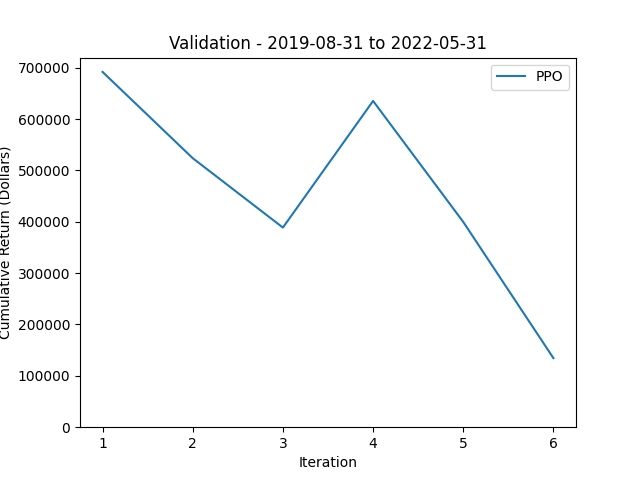 Validation - 2019-08-31 to 2022-05-31
PPO
700000
600000
500000
400000
300000
200000
100000
0
Cumulative Return (Dollars)
1 2 3 4 5 6
Iteration